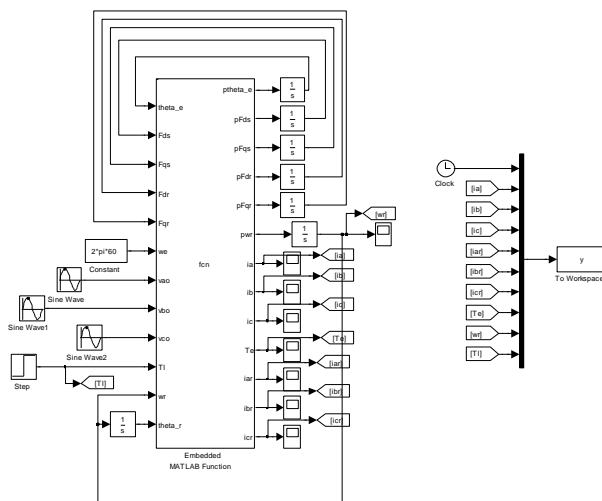 theta_e
Fds
Fqs
Fdr
Fqr
we
vao
vbo
vco
Tl
wr
theta_r
fcn
ptheta_e
pFds
pFqs
pFdr
pFqr
pwr
ia
ib
ic
Te
iar
ibr
icr
1
s
1
s
1
s
1
s
1
s
1
s
1
s
2*pi*60
Constant
Sine Wave
Sine Wave1
Sine Wave2
Step
[Tl]
Embedded
MATLAB Function
[wr]
[ia]
[ib]
[ic]
[Te]
[iar]
[ibr]
[icr]
Clock
[ia]
[ib]
[ic]
[iar]
[ibr]
[icr]
[Te]
[wr]
[Tl]
y
To Workspace